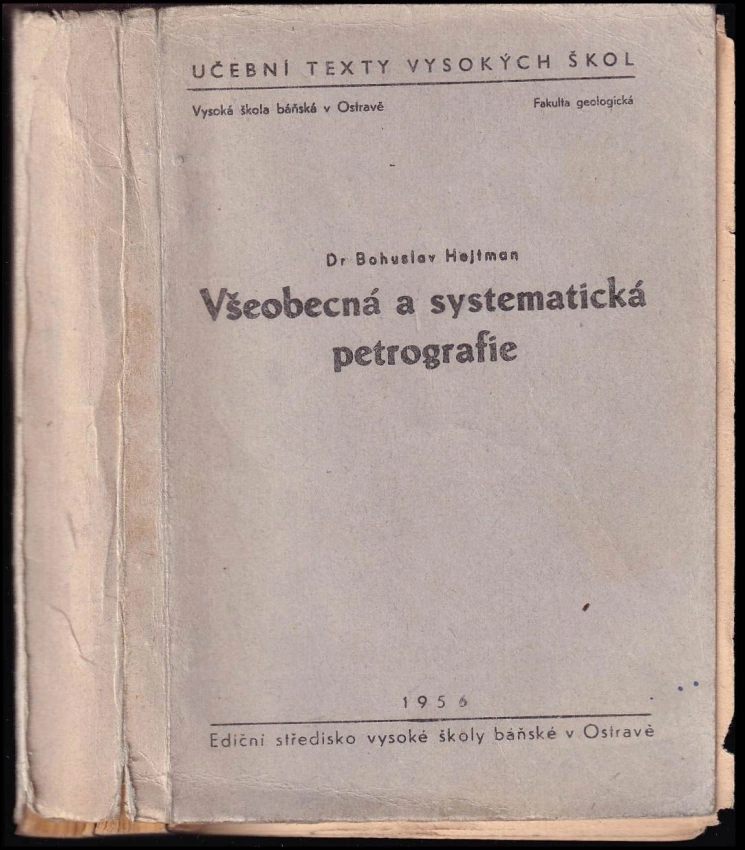 UČEBNÍ TEXTY VYSOKÝCH ŠKOL
Vysoká škola báňská v Ostravě
Fakulta geologická
Dr Bohuslav Hejtman
Všeobecná a systematická
petrografie
1956
Ediční středisko vysoké školy báňské v Ostravě